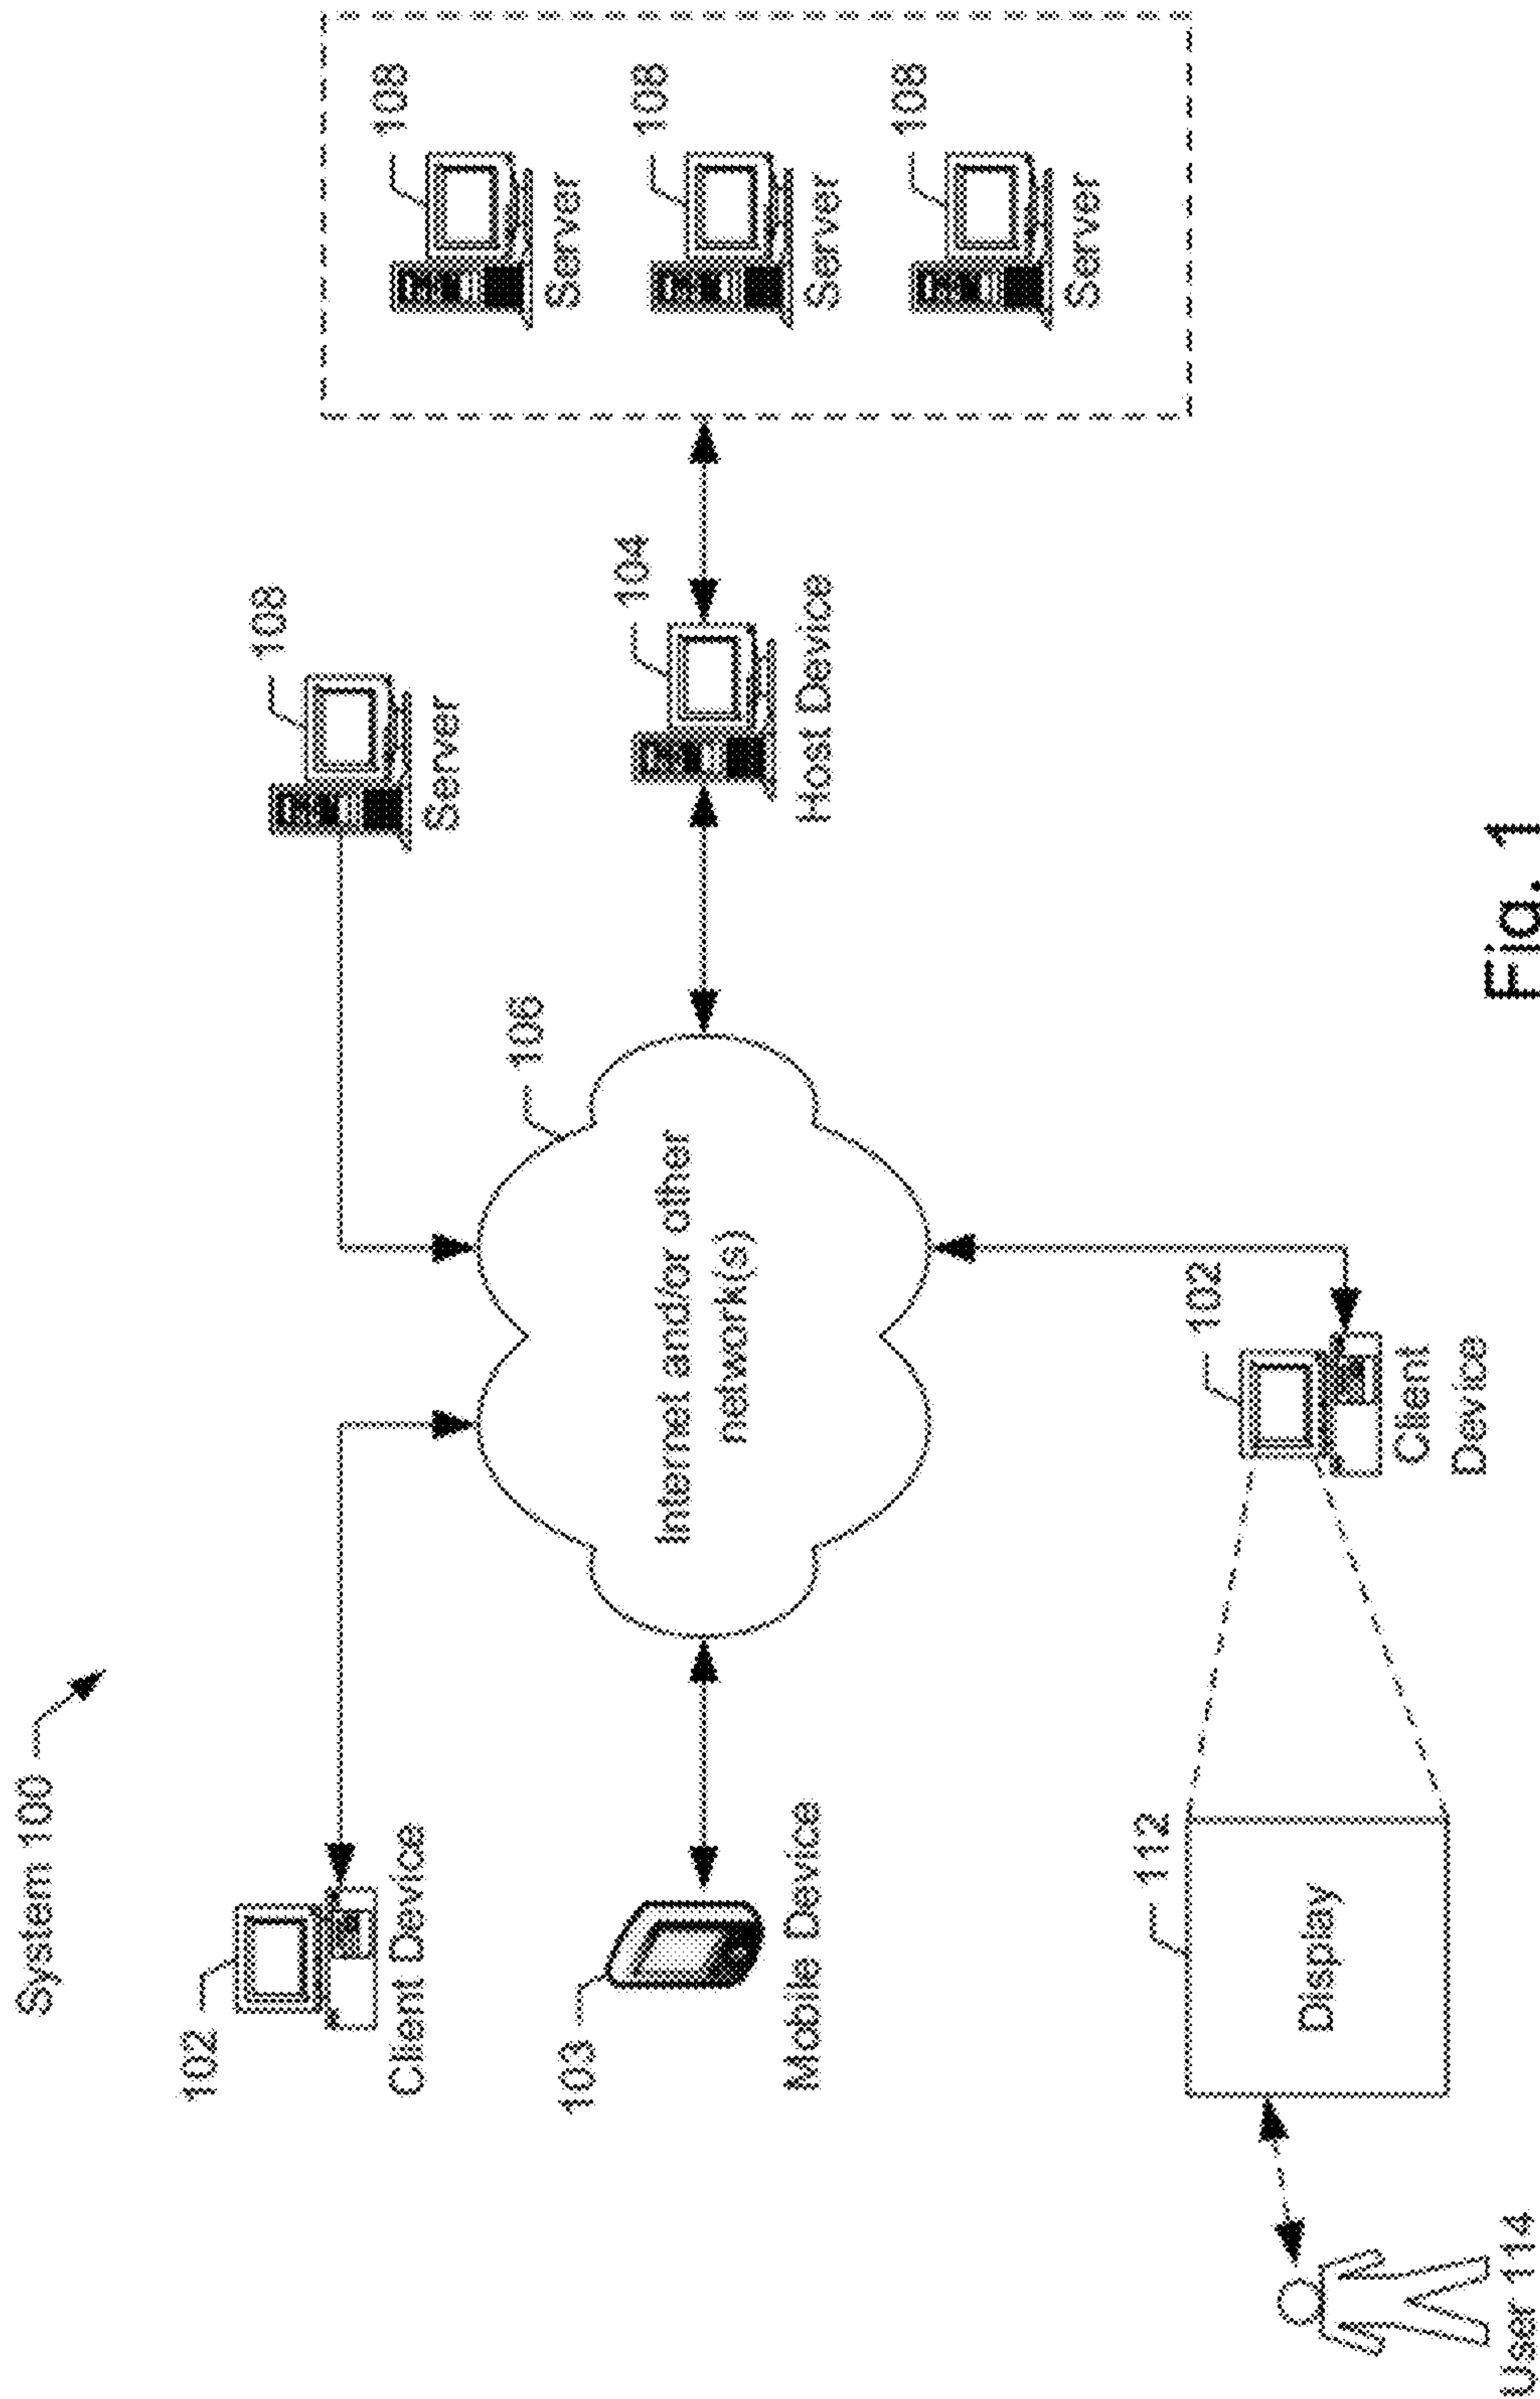 System 100
102
Client Device
108
Server
103
Mobile Device
106
Internet and/or other
network(s)
104
Host Device
108
Server
108
Server
108
Server
112
Display
102
Client
Device
User 114
Fig. 1